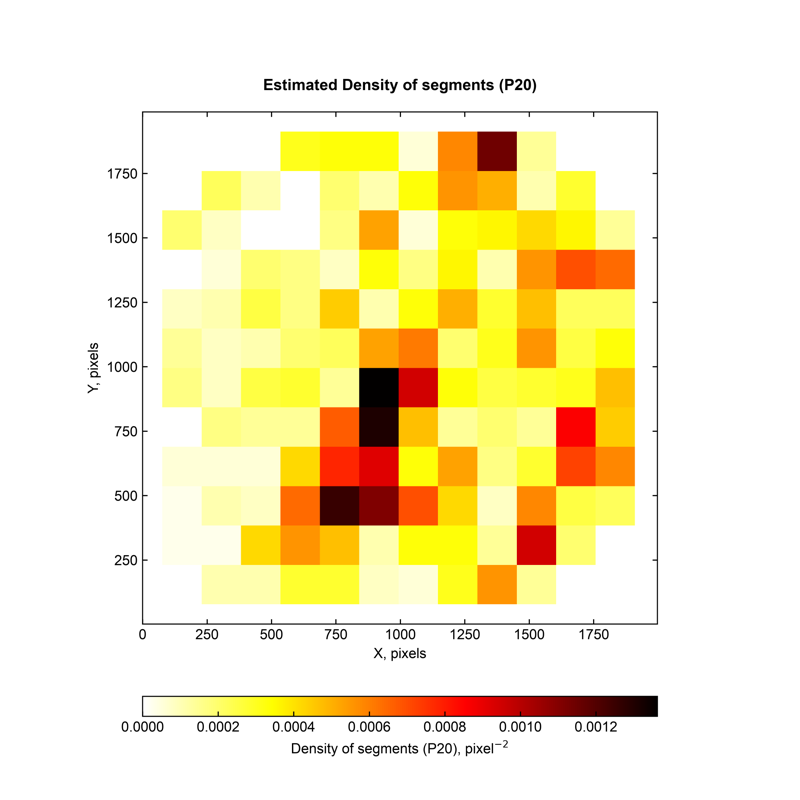 Estimated Density of segments (P20)
1750
1500
1250
1000
750
500
250
Y, pixels
0 250 500 750 1000 1250 1500 1750
X, pixels
0.0000 0.0002 0.0004 0.0006 0.0008 0.0010 0.0012
Density of segments (P20), pixel⁻²